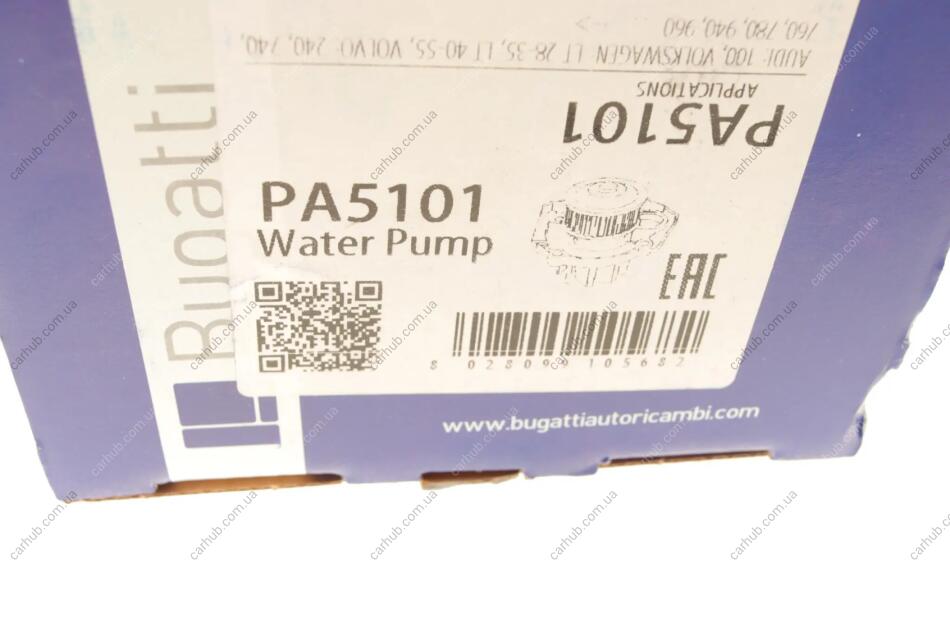 760, 780, 940, 960
AUDI: 100, VOLKSWAGEN: LT 28-35, LT 40-55, VOLVO: 240, 740,
APPLICATIONS
PA5101
Bugatti
PA5101
Water Pump
EAC
8 028099 105682
www.bugattiautoricambi.com
carhub.com.ua